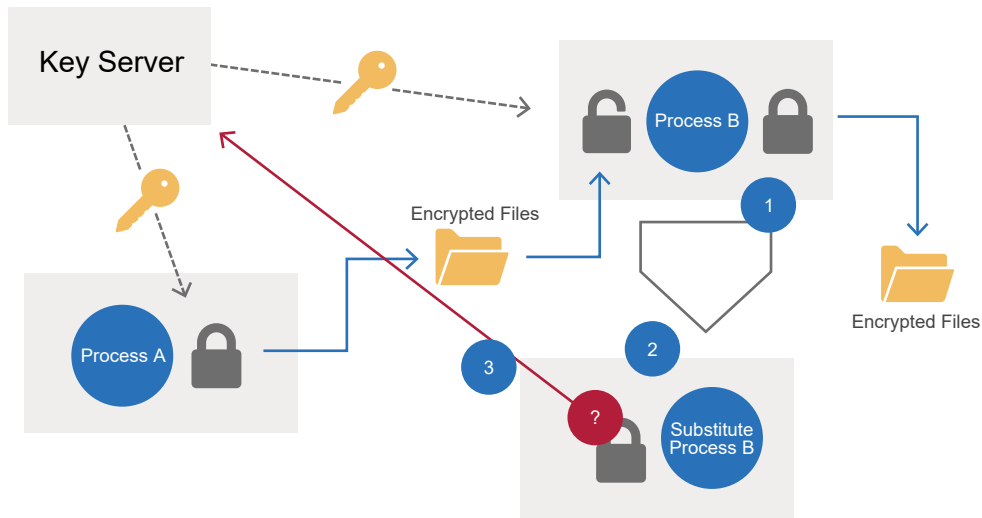 Key Server
Process B
1
Encrypted Files
Encrypted Files
Process A
2
3
?
Substitute
Process B